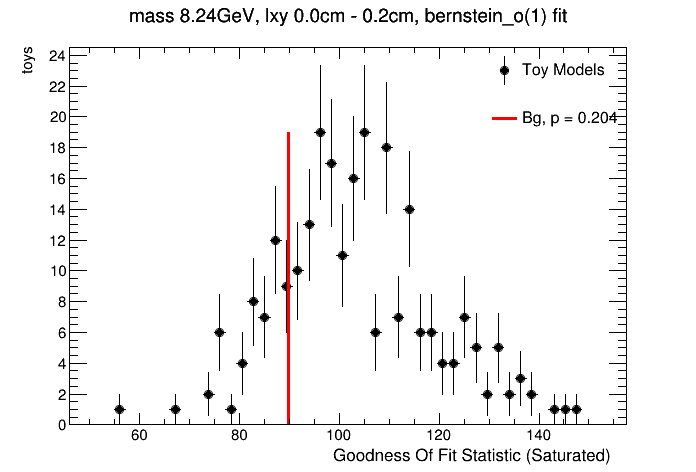 mass 8.24GeV, lxy 0.0cm - 0.2cm, bernstein_o(1) fit
toys
24
22
20
18
16
14
12
10
8
6
4
2
0
Toy Models
Bg, p = 0.204
60 80 100 120 140
Goodness Of Fit Statistic (Saturated)